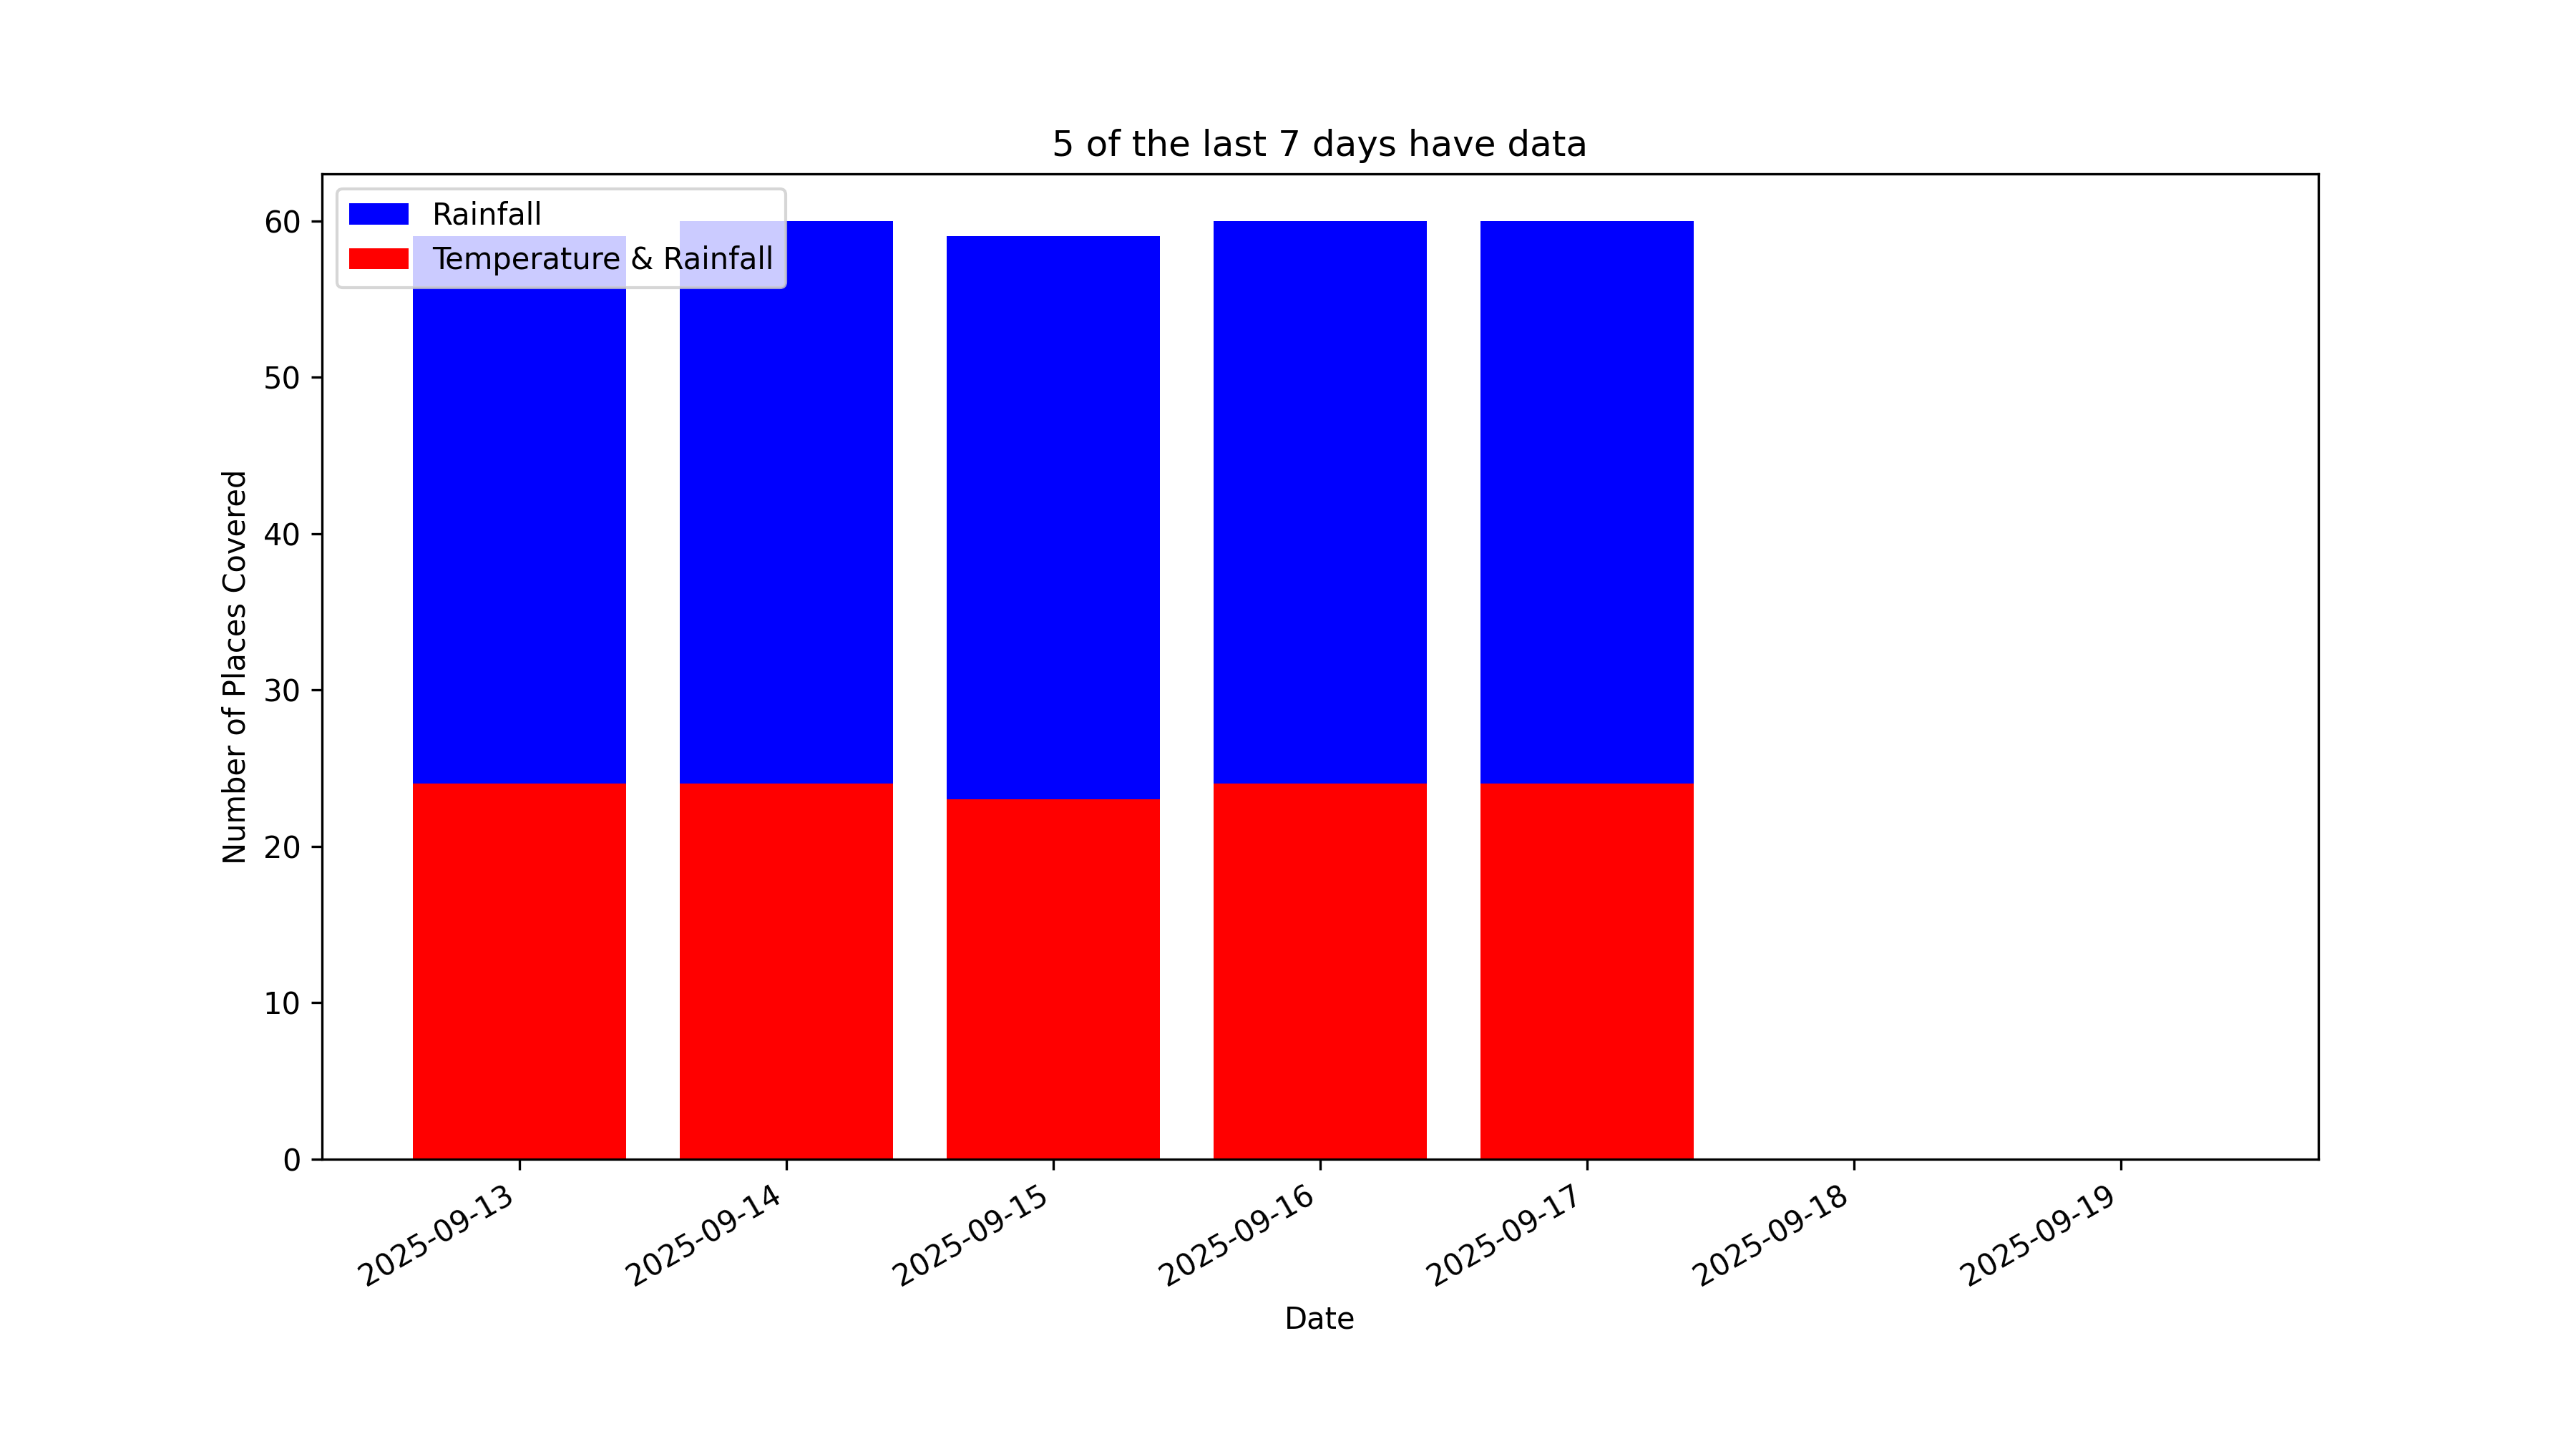 5 of the last 7 days have data
Rainfall
Temperature & Rainfall
60
50
40
30
20
10
0
Number of Places Covered
2025-09-13
2025-09-14
2025-09-15
2025-09-16
2025-09-17
2025-09-18
2025-09-19
Date